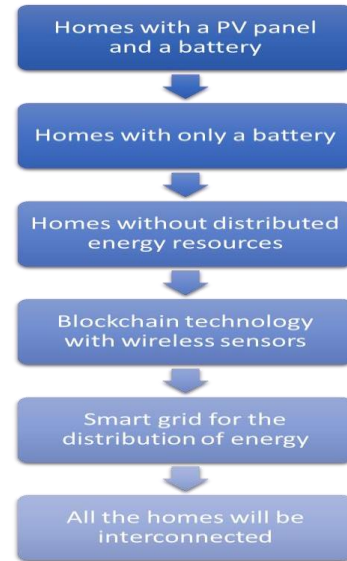 Homes with a PV panel
and a battery
Homes with only a battery
Homes without distributed
energy resources
Blockchain technology
with wireless sensors
Smart grid for the
distribution of energy
All the homes will be
interconnected